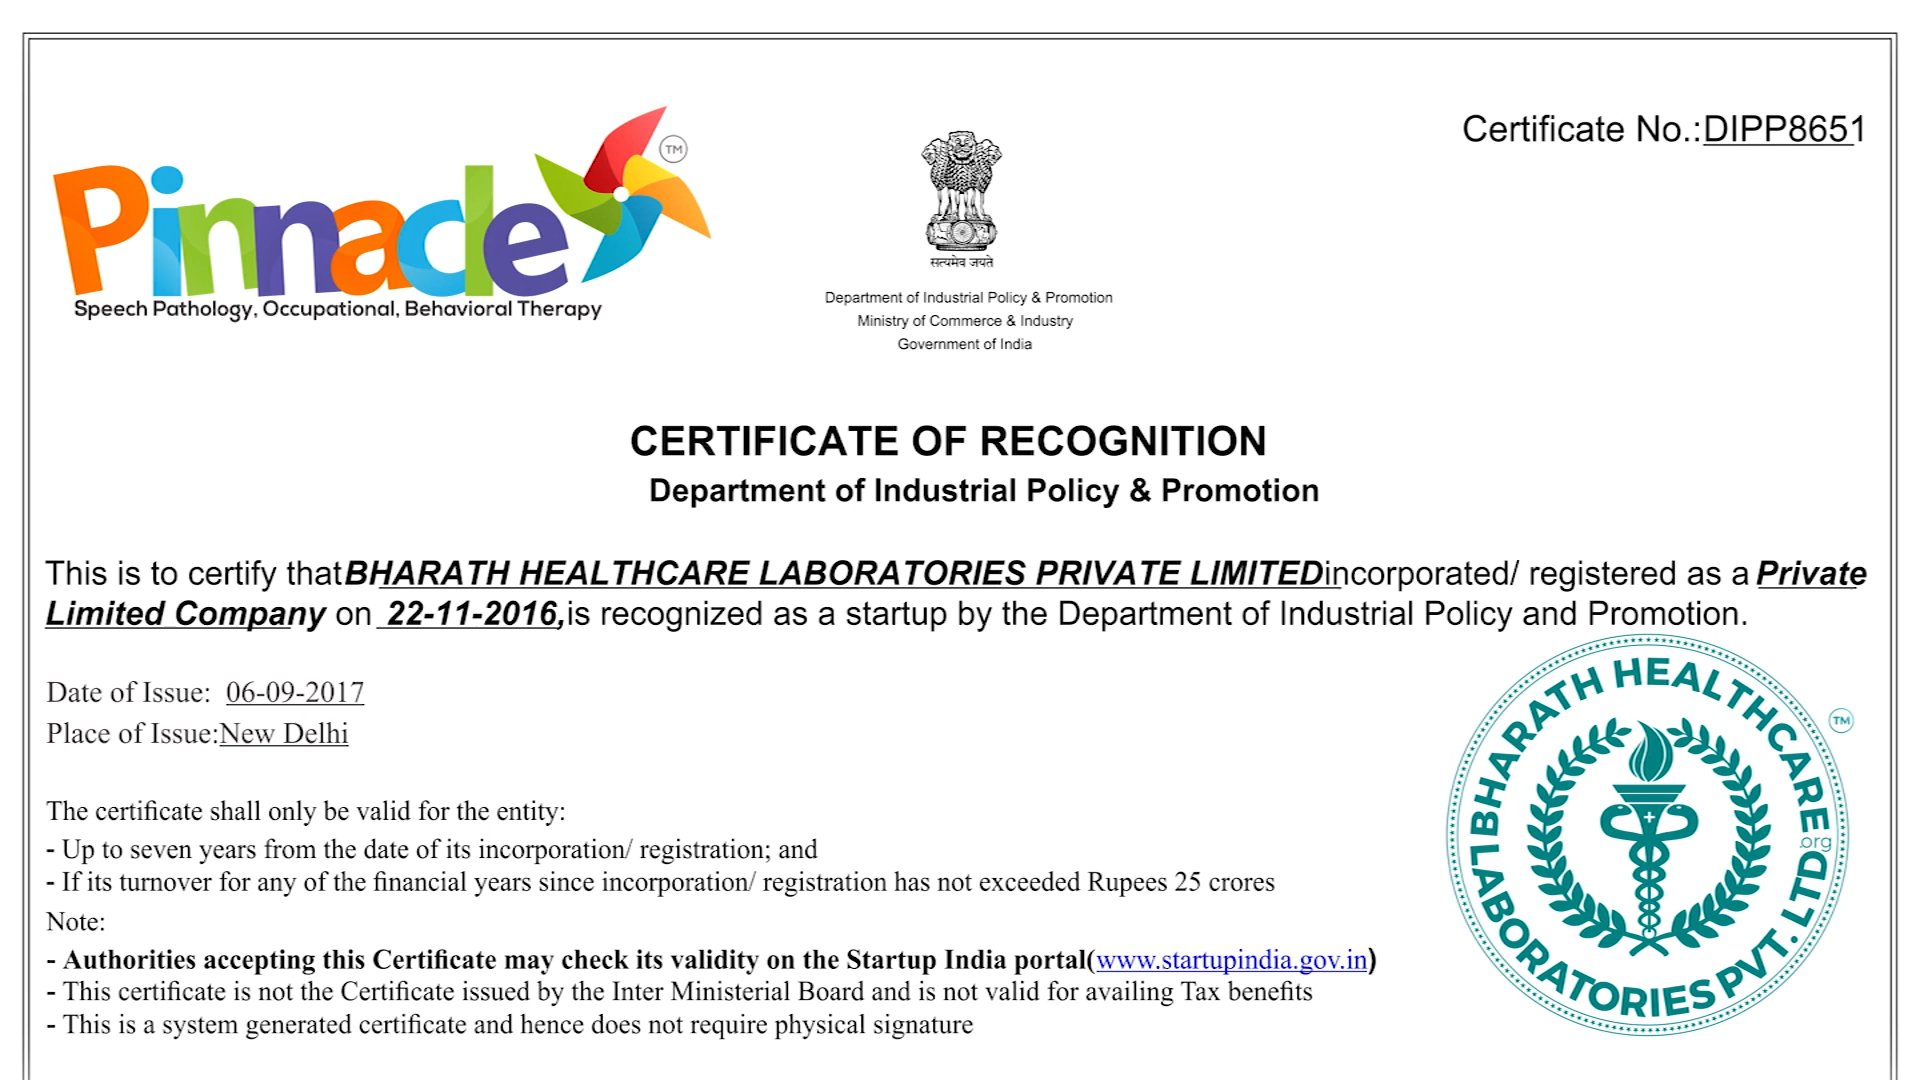 Certificate No.:DIPP8651
Pinnacle
TM
Speech Pathology, Occupational, Behavioral Therapy
सत्यमेव जयते
Department of Industrial Policy & Promotion
Ministry of Commerce & Industry
Government of India
CERTIFICATE OF RECOGNITION
Department of Industrial Policy & Promotion
This is to certify that BHARATH HEALTHCARE LABORATORIES PRIVATE LIMITED incorporated/ registered as a Private
Limited Company on 22-11-2016, is recognized as a startup by the Department of Industrial Policy and Promotion.
Date of Issue: 06-09-2017
Place of Issue:New Delhi
The certificate shall only be valid for the entity:
- Up to seven years from the date of its incorporation/ registration; and
- If its turnover for any of the financial years since incorporation/ registration has not exceeded Rupees 25 crores
Note:
- Authorities accepting this Certificate may check its validity on the Startup India portal(www.startupindia.gov.in)
- This certificate is not the Certificate issued by the Inter Ministerial Board and is not valid for availing Tax benefits
- This is a system generated certificate and hence does not require physical signature
BHARATH HEALTHCARE
LABORATORIES PVT. LTD
.org
TM